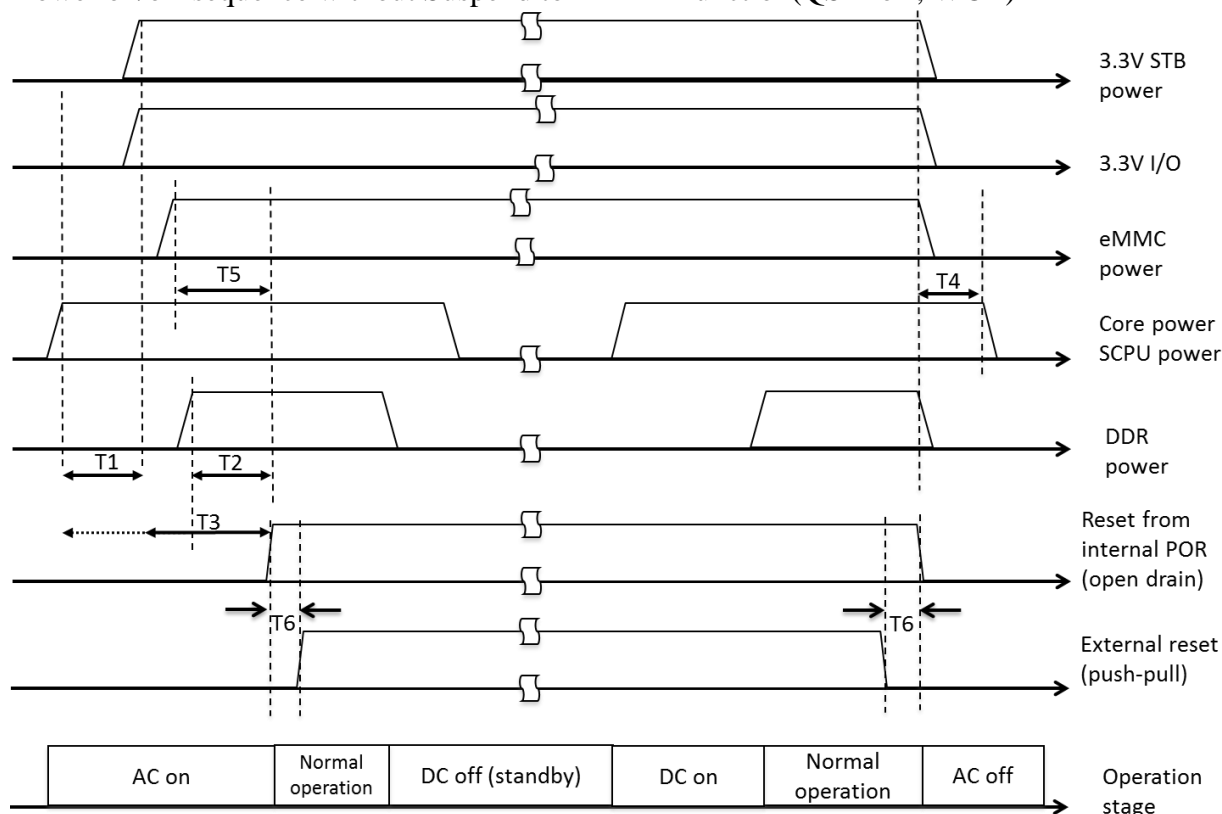 3.3V STB
power
3.3V I/O
eMMC
power
T5
T4
Core power
SCPU power
DDR
power
T1
T2
T3
Reset from
internal POR
(open drain)
T6
T6
External reset
(push-pull)
AC on
Normal
operation
DC off (standby)
DC on
Normal
operation
AC off
Operation
stage